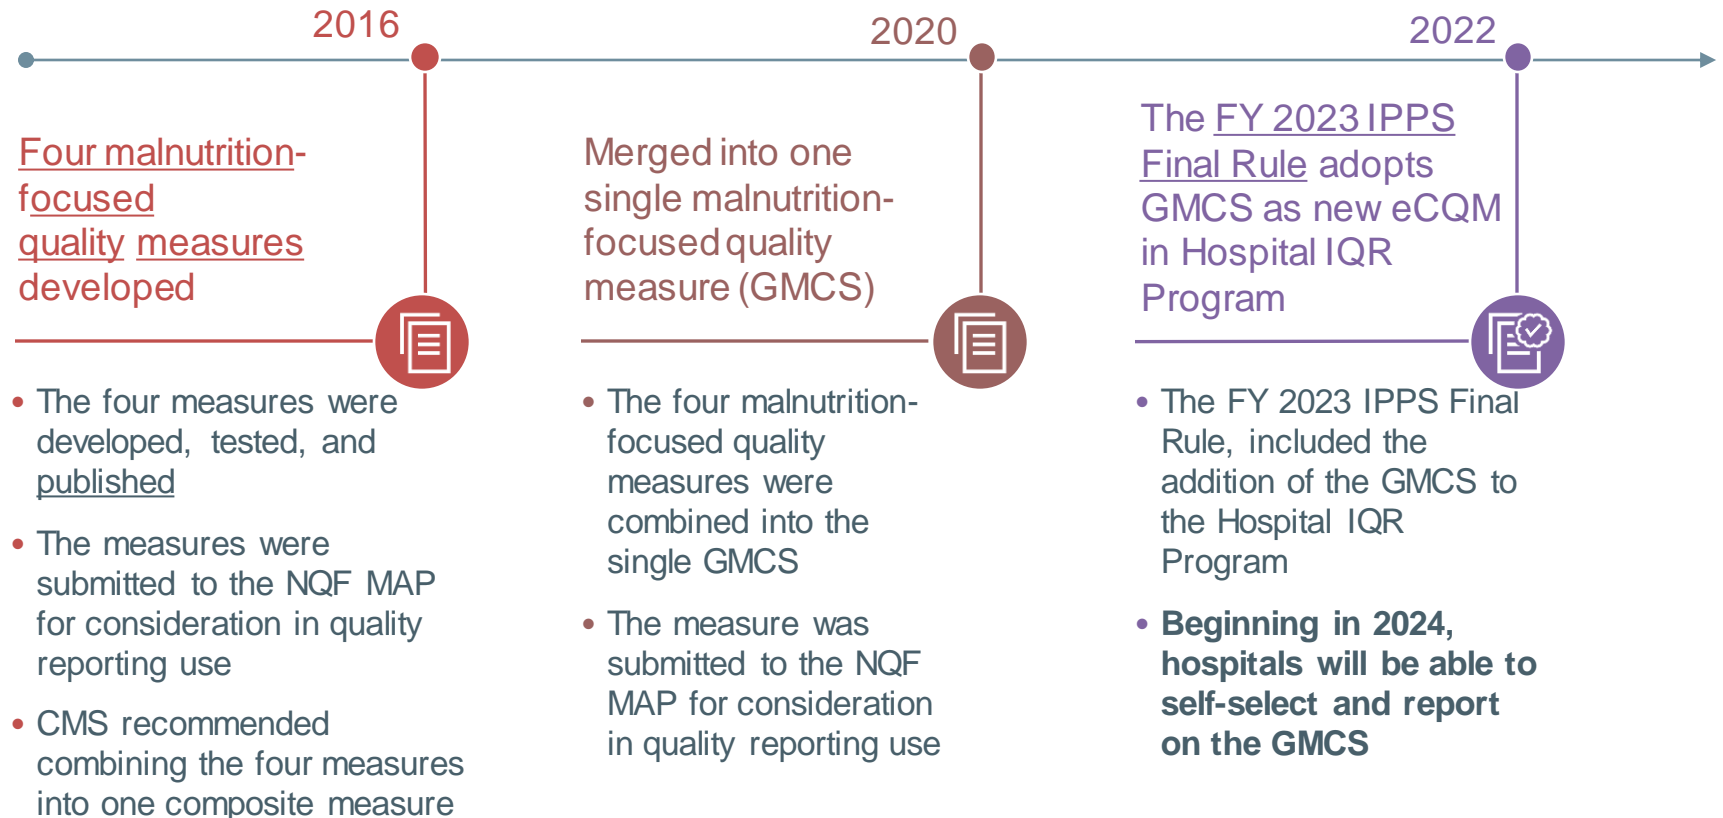 2016
Four malnutrition-
focused
quality measures
developed
• The four measures were
developed, tested, and
published
• The measures were
submitted to the NQF MAP
for consideration in quality
reporting use
• CMS recommended
combining the four measures
into one composite measure
2020
Merged into one
single malnutrition-
focused quality
measure (GMCS)
• The four malnutrition-
focused quality
measures were
combined into the
single GMCS
• The measure was
submitted to the NQF
MAP for consideration
in quality reporting use
2022
The FY 2023 IPPS
Final Rule adopts
GMCS as new eCQM
in Hospital IQR
Program
• The FY 2023 IPPS Final
Rule, included the
addition of the GMCS to
the Hospital IQR
Program
• Beginning in 2024,
hospitals will be able to
self-select and report
on the GMCS